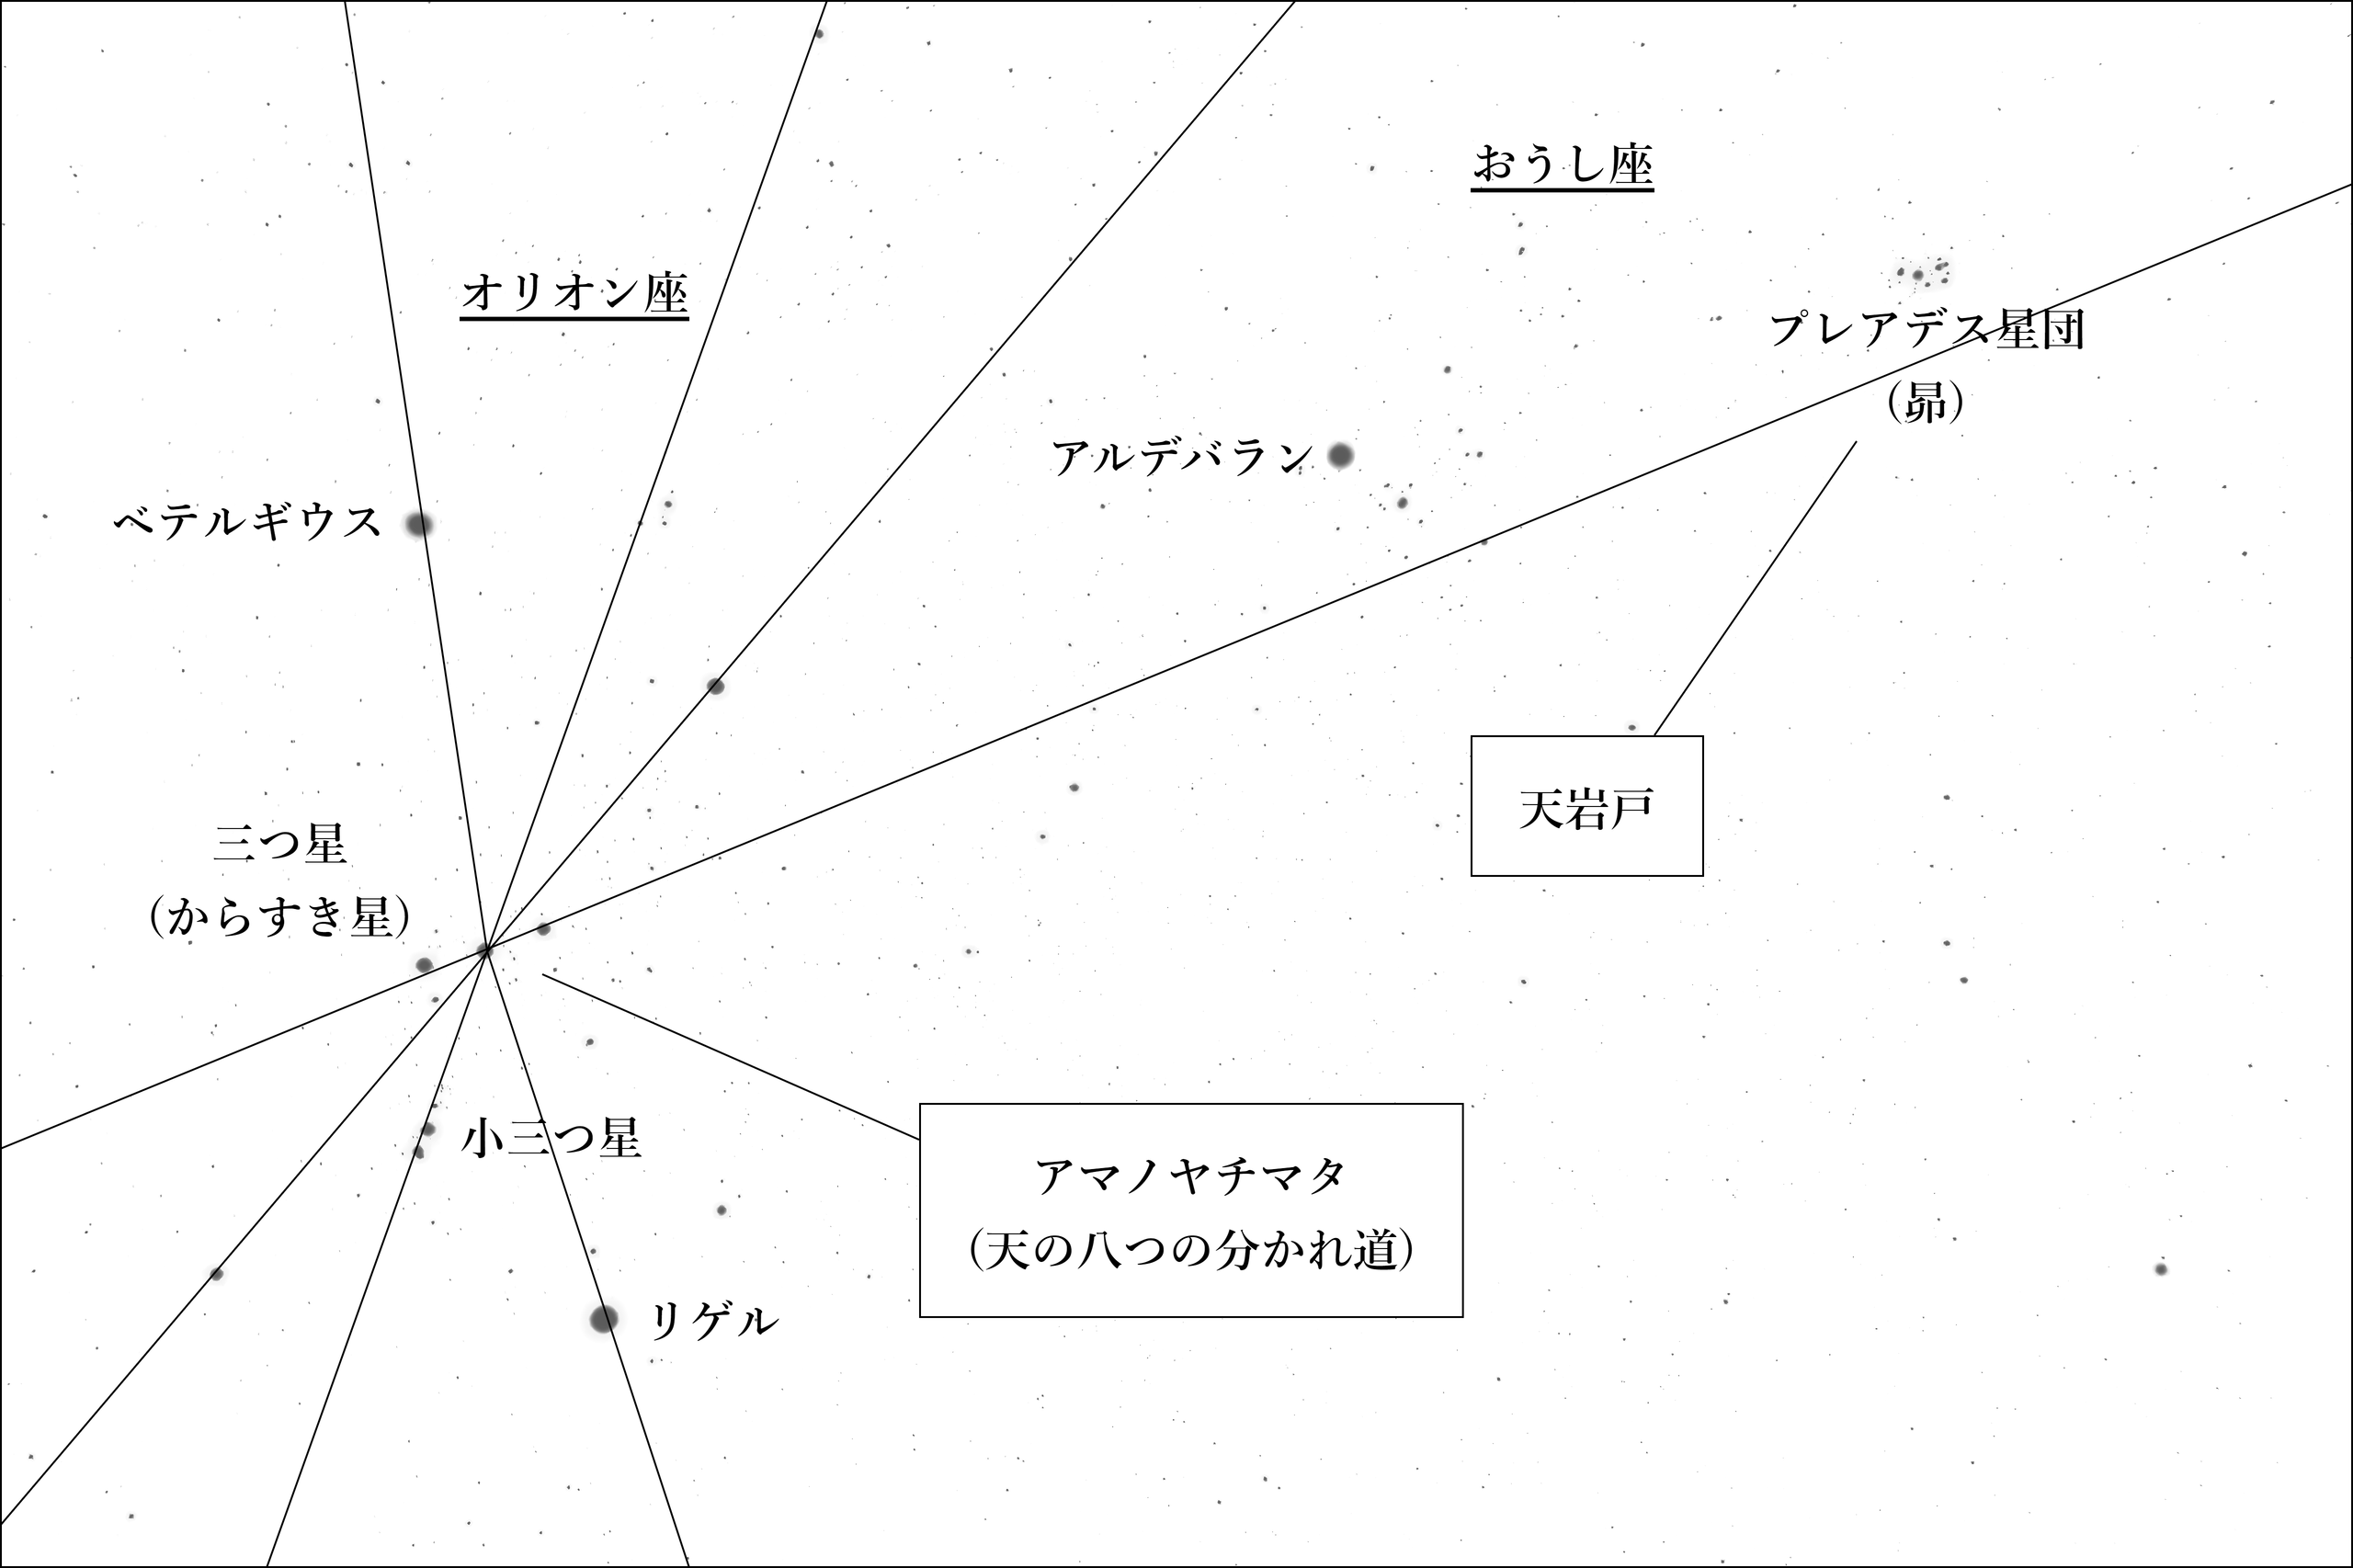 おうし座
オリオン座
プレアデス星団
（昴）
アルデバラン
ベテルギウス
天岩戸
三つ星
（からすき星）
小三つ星
アマノヤチマタ
（天の八つの分かれ道）
リゲル